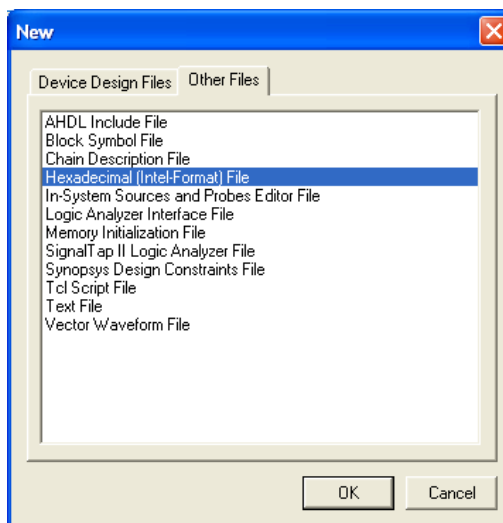 New
Device Design Files
Other Files
AHDL Include File
Block Symbol File
Chain Description File
Hexadecimal (Intel-Format) File
In-System Sources and Probes Editor File
Logic Analyzer Interface File
Memory Initialization File
SignalTap II Logic Analyzer File
Synopsys Design Constraints File
Tcl Script File
Text File
Vector Waveform File
OK
Cancel